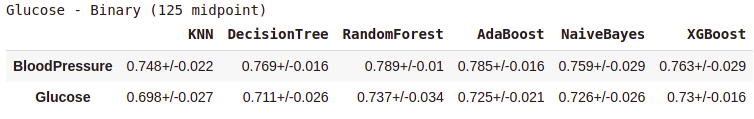 Glucose - Binary (125 midpoint)
KNN DecisionTree RandomForest AdaBoost NaiveBayes XGBoost
BloodPressure 0.748+/-0.022 0.769+/-0.016 0.789+/-0.01 0.785+/-0.016 0.759+/-0.029 0.763+/-0.029
Glucose 0.698+/-0.027 0.711+/-0.026 0.737+/-0.034 0.725+/-0.021 0.726+/-0.026 0.73+/-0.016